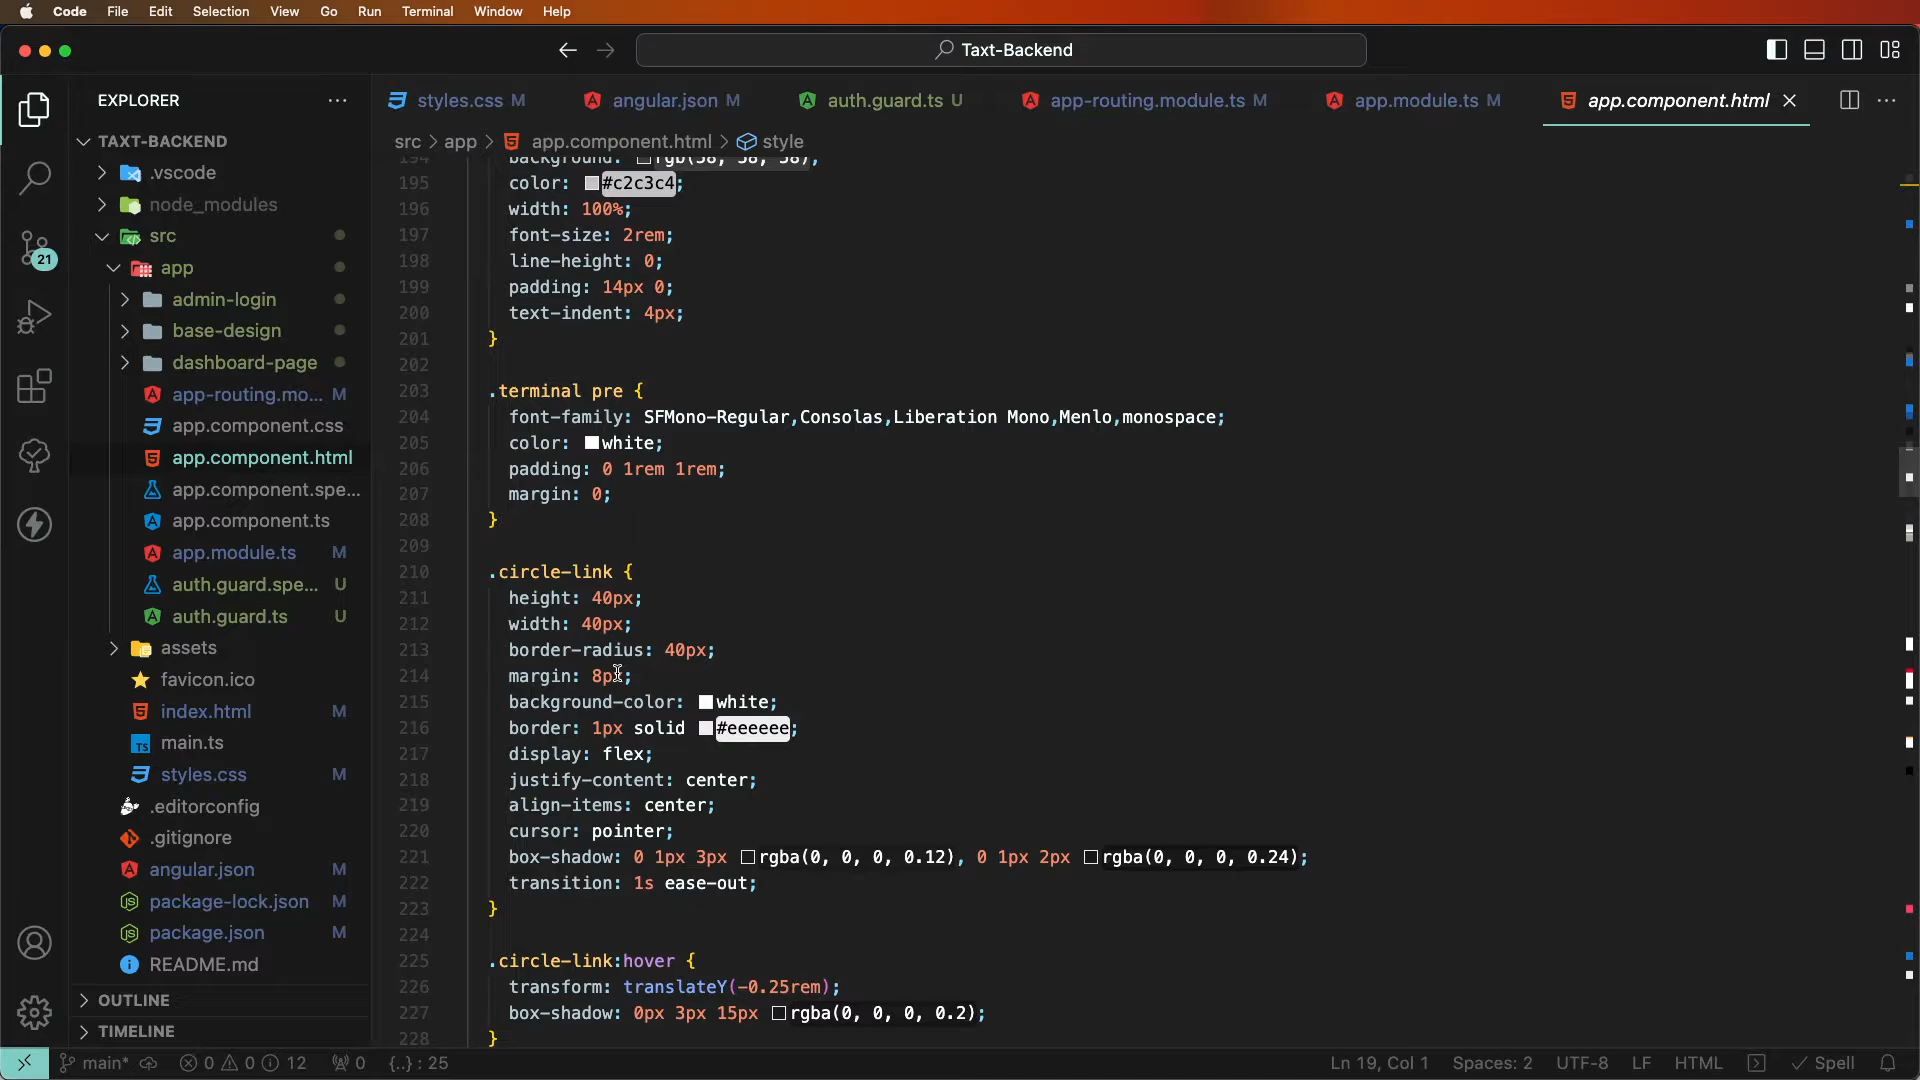 Code File Edit Selection View Go Run Terminal Window Help
Taxt-Backend
EXPLORER
styles.css M
angular.json M
auth.guard.ts U
app-routing.module.ts M
app.module.ts M
app.component.html
TAXT-BACKEND
src > app > app.component.html > style
.vscode
node_modules
src
app
admin-login
base-design
dashboard-page
app-routing.mo... M
app.component.css
app.component.html
app.component.spe...
app.component.ts
app.module.ts M
auth.guard.spe... U
auth.guard.ts U
assets
favicon.ico
index.html M
main.ts
styles.css M
.editorconfig
.gitignore
angular.json M
package-lock.json M
package.json M
README.md
OUTLINE
TIMELINE
21
194 background: rgb(58, 58, 58);
195 color: #c2c3c4;
196 width: 100%;
197 font-size: 2rem;
198 line-height: 0;
199 padding: 14px 0;
200 text-indent: 4px;
201 }
202
203 .terminal pre {
204 font-family: SFMono-Regular,Consolas,Liberation Mono,Menlo,monospace;
205 color: white;
206 padding: 0 1rem 1rem;
207 margin: 0;
208 }
209
210 .circle-link {
211 height: 40px;
212 width: 40px;
213 border-radius: 40px;
214 margin: 8px;
215 background-color: white;
216 border: 1px solid #eeeeee;
217 display: flex;
218 justify-content: center;
219 align-items: center;
220 cursor: pointer;
221 box-shadow: 0 1px 3px rgba(0, 0, 0, 0.12), 0 1px 2px rgba(0, 0, 0, 0.24);
222 transition: 1s ease-out;
223 }
224
225 .circle-link:hover {
226 transform: translateY(-0.25rem);
227 box-shadow: 0px 3px 15px rgba(0, 0, 0, 0.2);
228 }
main* 0 0 12 0 {..} : 25 Ln 19, Col 1 Spaces: 2 UTF-8 LF HTML Spell